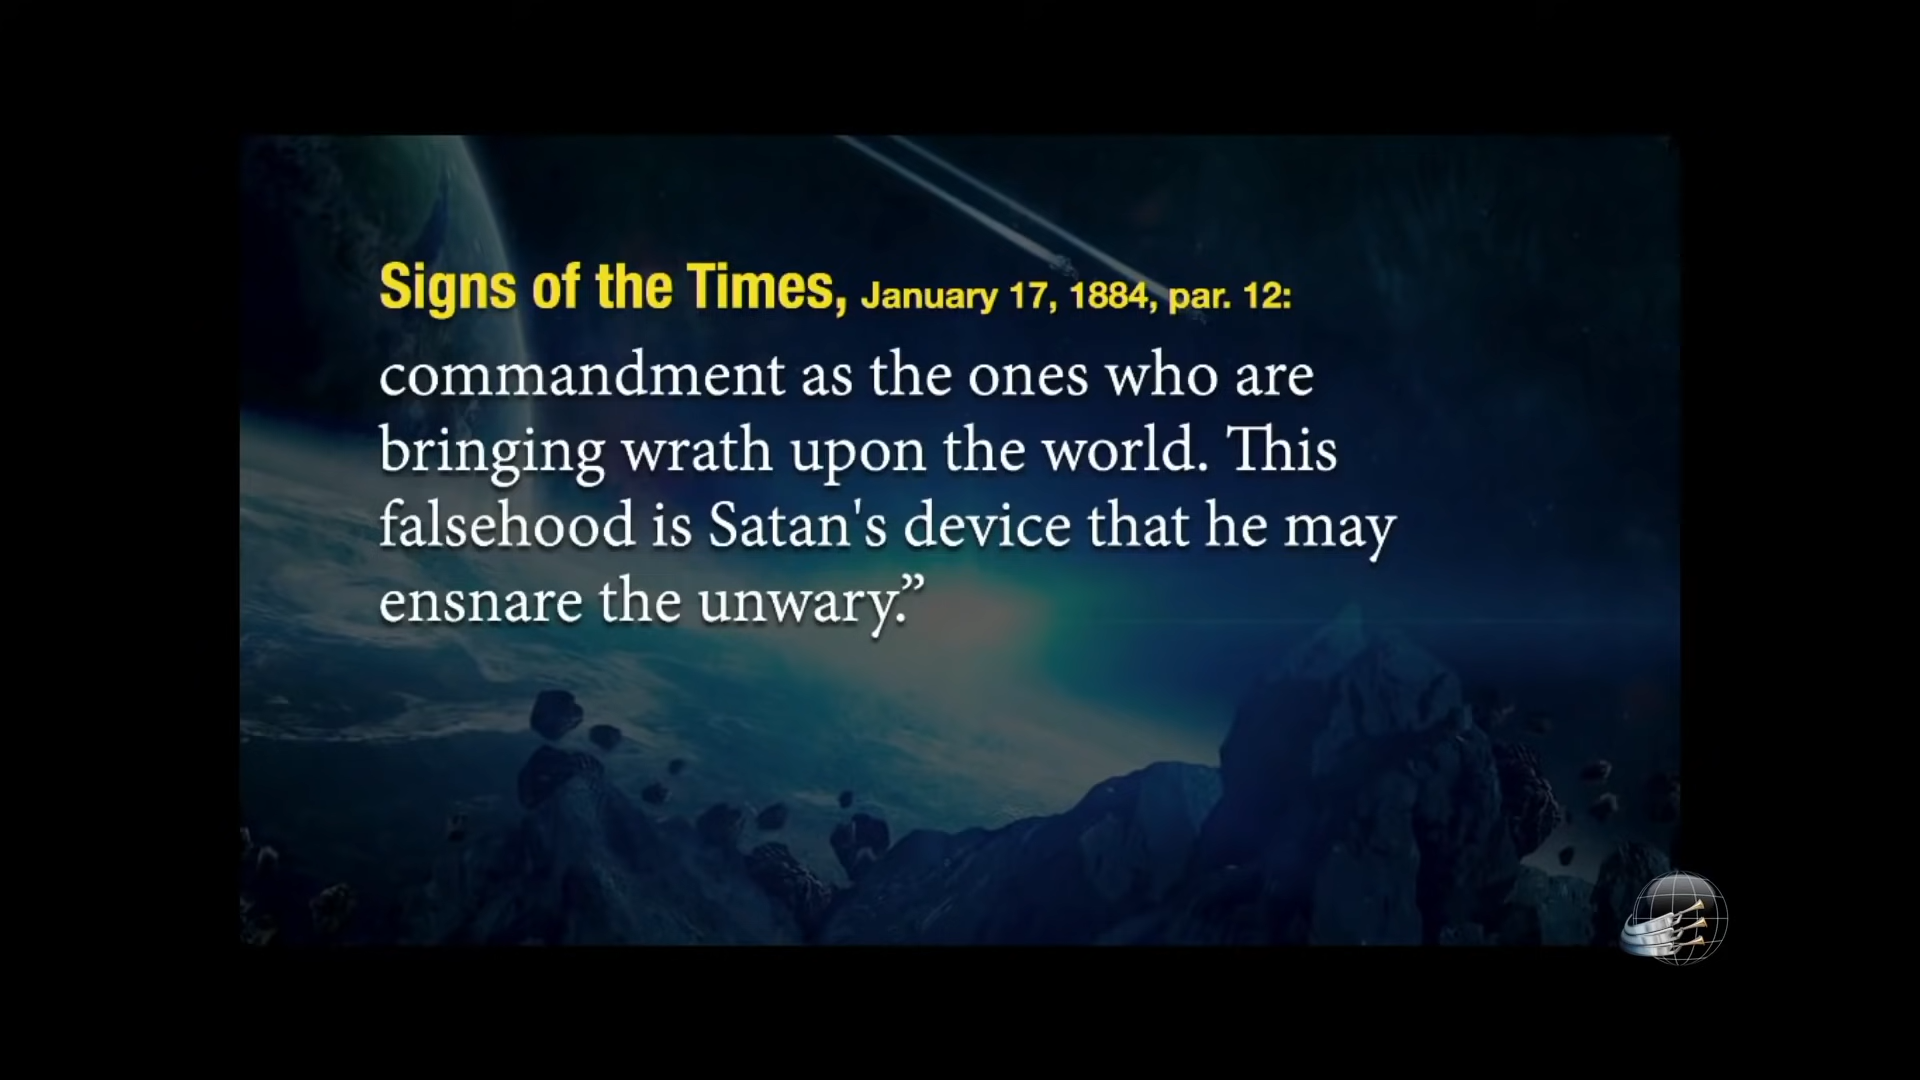 Signs of the Times, January 17, 1884, par. 12:
commandment as the ones who are
bringing wrath upon the world. This
falsehood is Satan's device that he may
ensnare the unwary.”